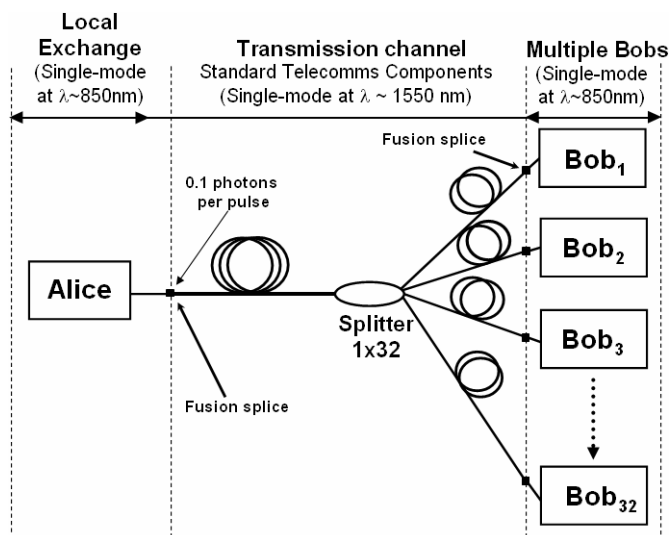 Local
Exchange
(Single-mode
at λ~850nm)
Transmission channel
Standard Telecomms Components
(Single-mode at λ ~ 1550 nm)
Multiple Bobs
(Single-mode
at λ~850nm)
Fusion splice
0.1 photons
per pulse
Alice
Fusion splice
Splitter
1x32
Bob₁
Bob₂
Bob₃
Bob₃₂